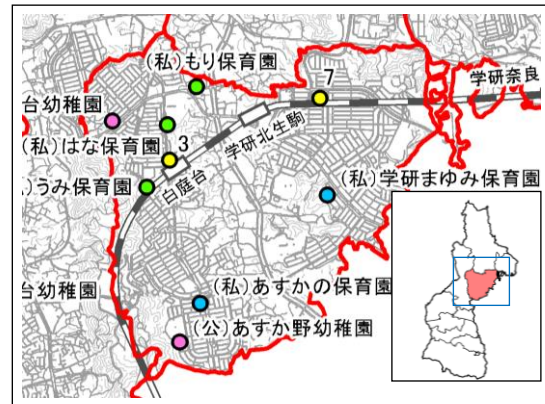 (私)もり保育園
7
学研奈良
台幼稚園
(私)はな保育園
3
学研北生駒
白庭台
)うみ保育園
(私)学研まゆみ保育園
(私)あすかの保育園
台幼稚園
(公)あすか野幼稚園